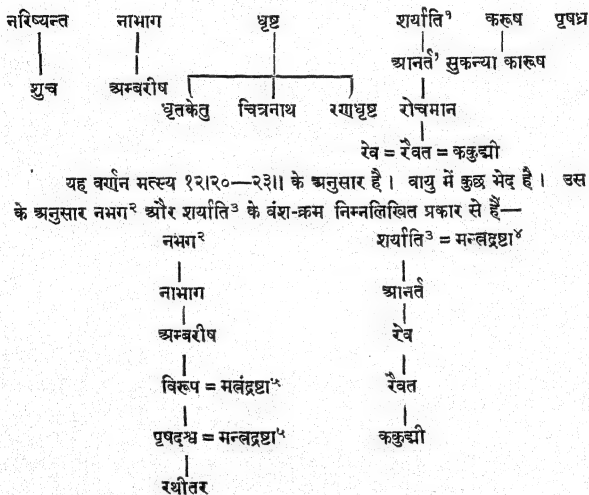 नरिष्यन्त नाभाग धृष्ट शर्याति¹ करूष पृषध्र
आनर्त¹ सुकन्या कारूष
शुच अम्बरीष
धृतकेतु चित्रनाथ रणधृष्ट रोचमान
रेव = रैवत = ककुद्मी
यह वर्णन मत्स्य १२।२०—२३॥ के अनुसार है। वायु में कुछ भेद है। उस
के अनुसार नभग² और शर्याति³ के वंश-क्रम निम्नलिखित प्रकार से हैं—
नभग² शर्याति³ = मन्त्रद्रष्टा⁴
नाभाग आनर्त
अम्बरीष रेव
विरूप = मत्नंद्रष्टा⁵ रैवत
पृषदश्व = मन्त्रद्रष्टा⁵ ककुद्मी
रथीतर